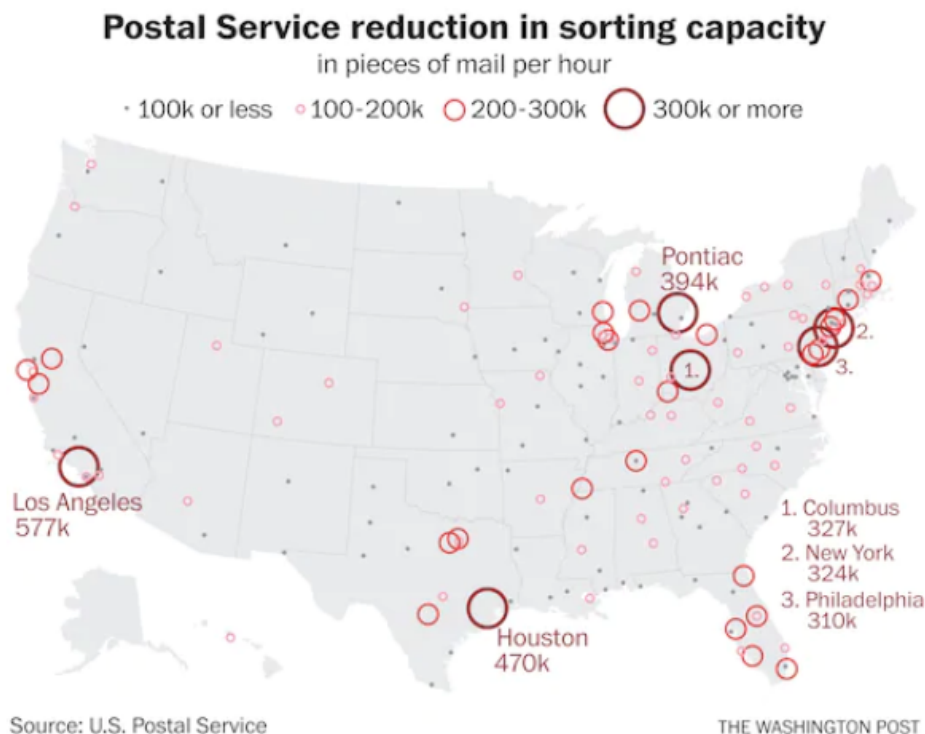 Postal Service reduction in sorting capacity
in pieces of mail per hour
100k or less 100-200k 200-300k 300k or more
Pontiac
394k
2.
1.
3.
Los Angeles
577k
1. Columbus
327k
2. New York
324k
3. Philadelphia
310k
Houston
470k
Source: U.S. Postal Service
THE WASHINGTON POST